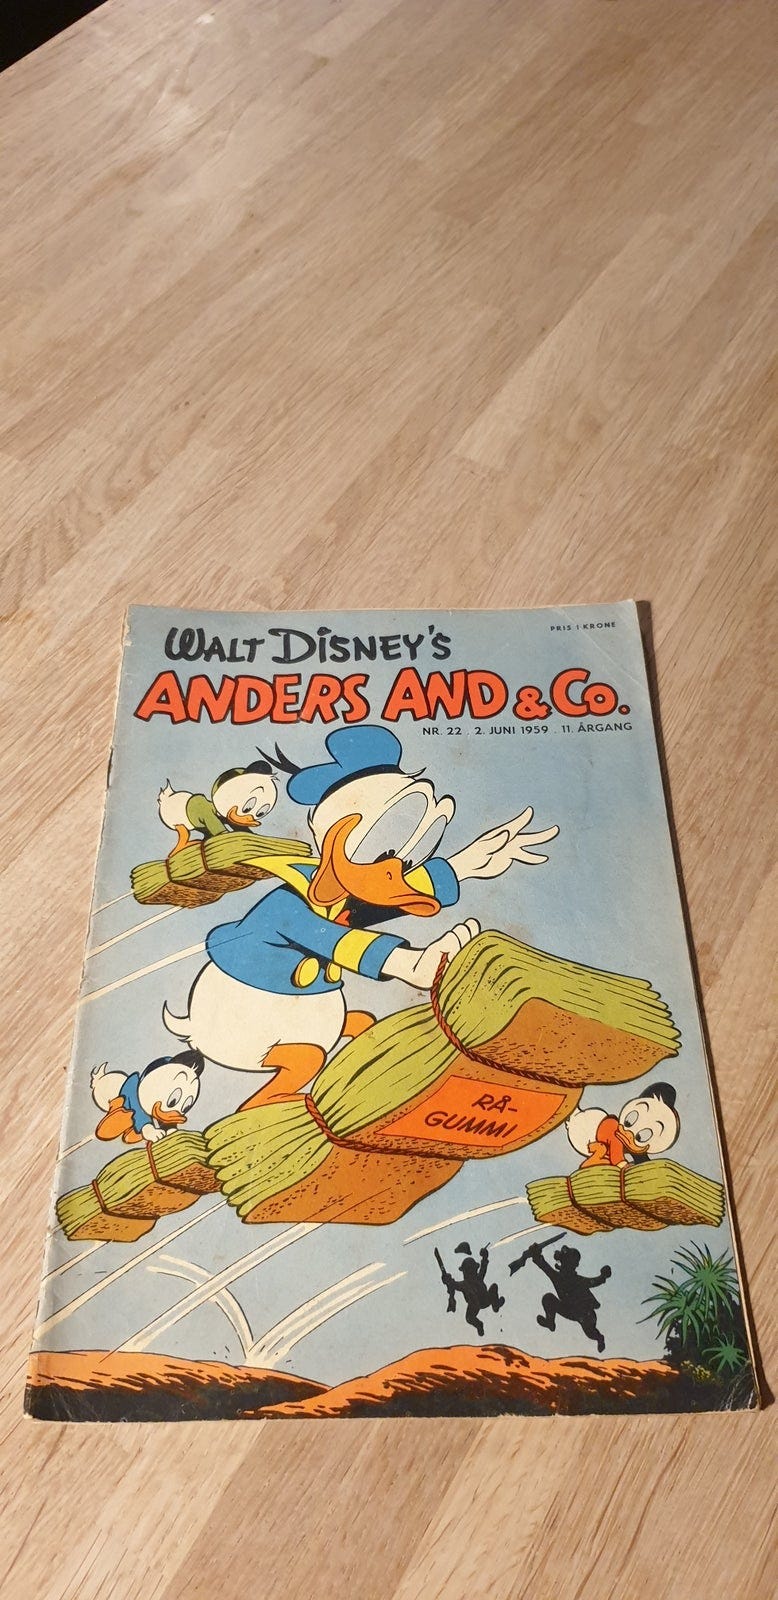 PRIS 1 KRONE
WALT DISNEY'S
ANDERS AND & Co.
NR. 22 . 2. JUNI 1959 . 11. ÅRGANG
RÅ-
GUMMI